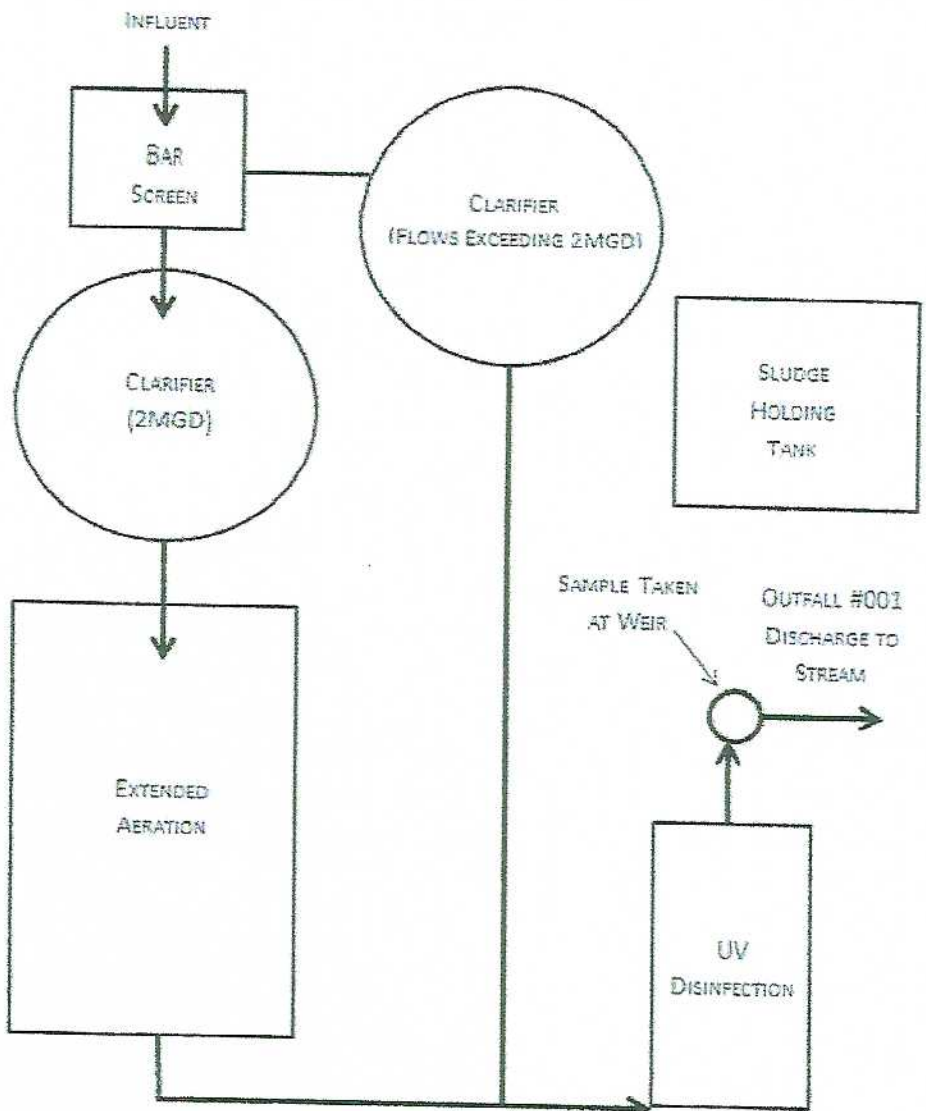 INFLUENT
BAR
SCREEN
CLARIFIER
(FLOWS EXCEEDING 2MGD)
CLARIFIER
(2MGD)
SLUDGE
HOLDING
TANK
SAMPLE TAKEN
AT WEIR
OUTFALL #001
DISCHARGE TO
STREAM
EXTENDED
AERATION
UV
DISINFECTION